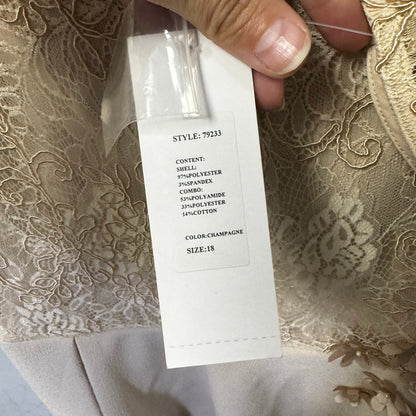 STYLE: 79233
CONTENT:
SHELL:
97%POLYESTER
3%SPANDEX
COMBO:
53%POLYAMIDE
33%POLYESTER
14%COTTON
COLOR:CHAMPAGNE
SIZE:18